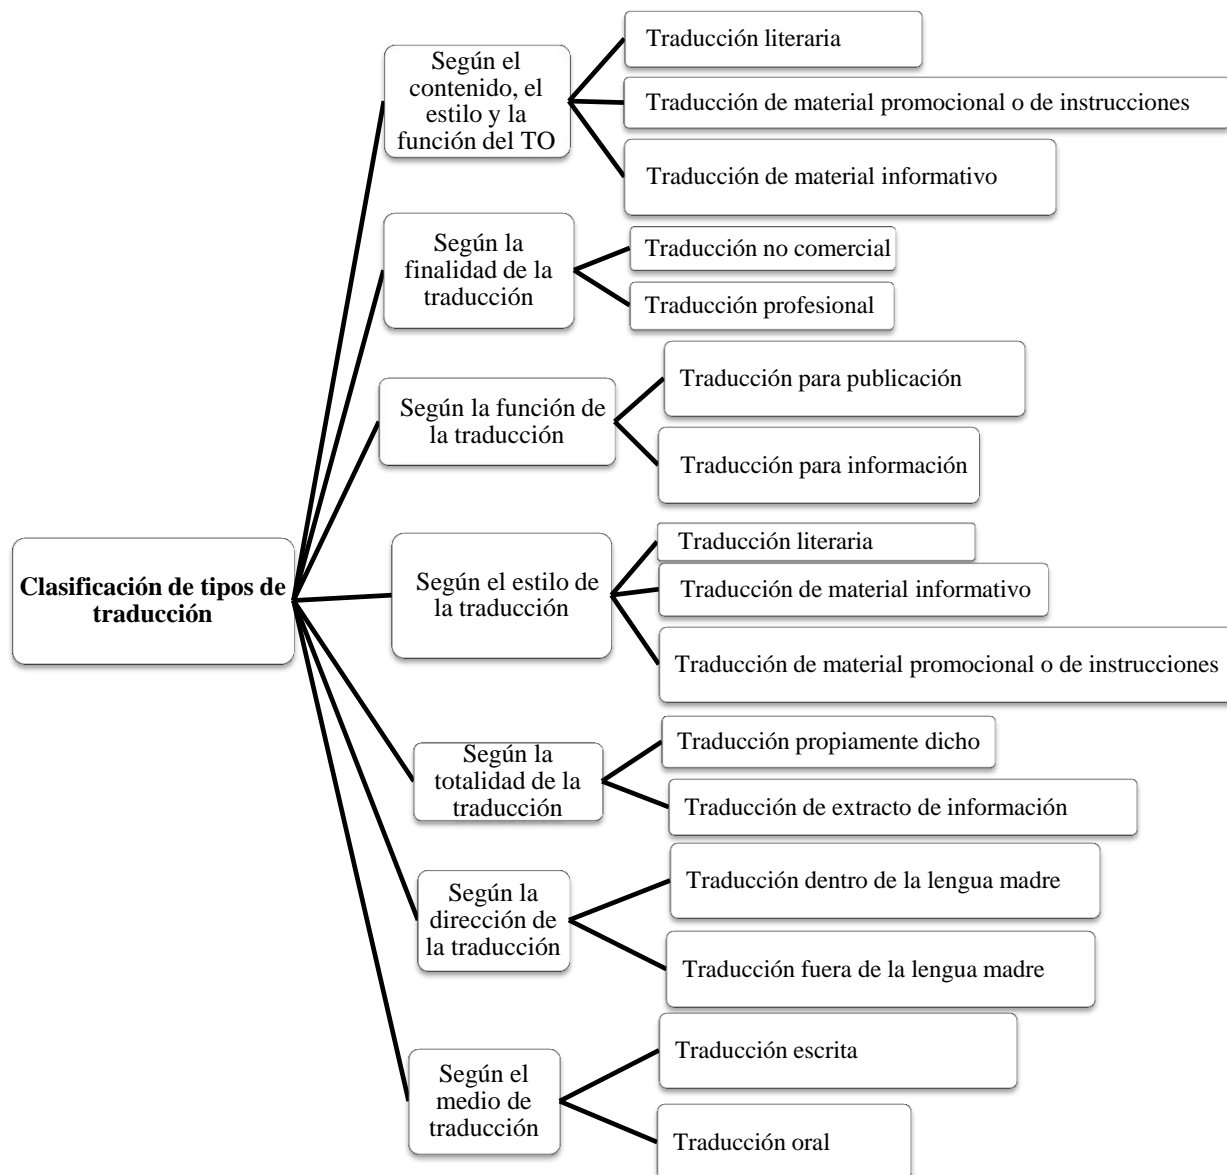 Clasificación de tipos de
traducción
Según el
contenido, el
estilo y la
función del TO
Traducción literaria
Traducción de material promocional o de instrucciones
Traducción de material informativo
Según la
finalidad de la
traducción
Traducción no comercial
Traducción profesional
Según la función de
la traducción
Traducción para publicación
Traducción para información
Según el estilo de
la traducción
Traducción literaria
Traducción de material informativo
Traducción de material promocional o de instrucciones
Según la
totalidad de la
traducción
Traducción propiamente dicho
Traducción de extracto de información
Según la
dirección de
la traducción
Traducción dentro de la lengua madre
Traducción fuera de la lengua madre
Según el
medio de
traducción
Traducción escrita
Traducción oral